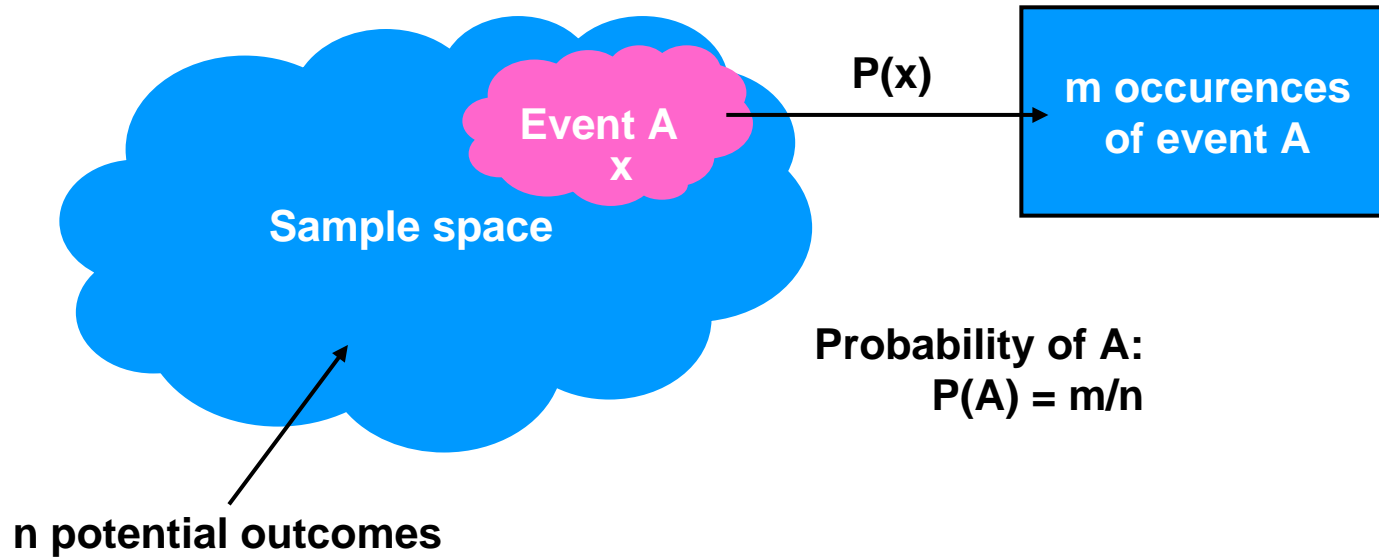 P(x)
m occurences
of event A
Event A
x
Sample space
Probability of A:
P(A) = m/n
n potential outcomes